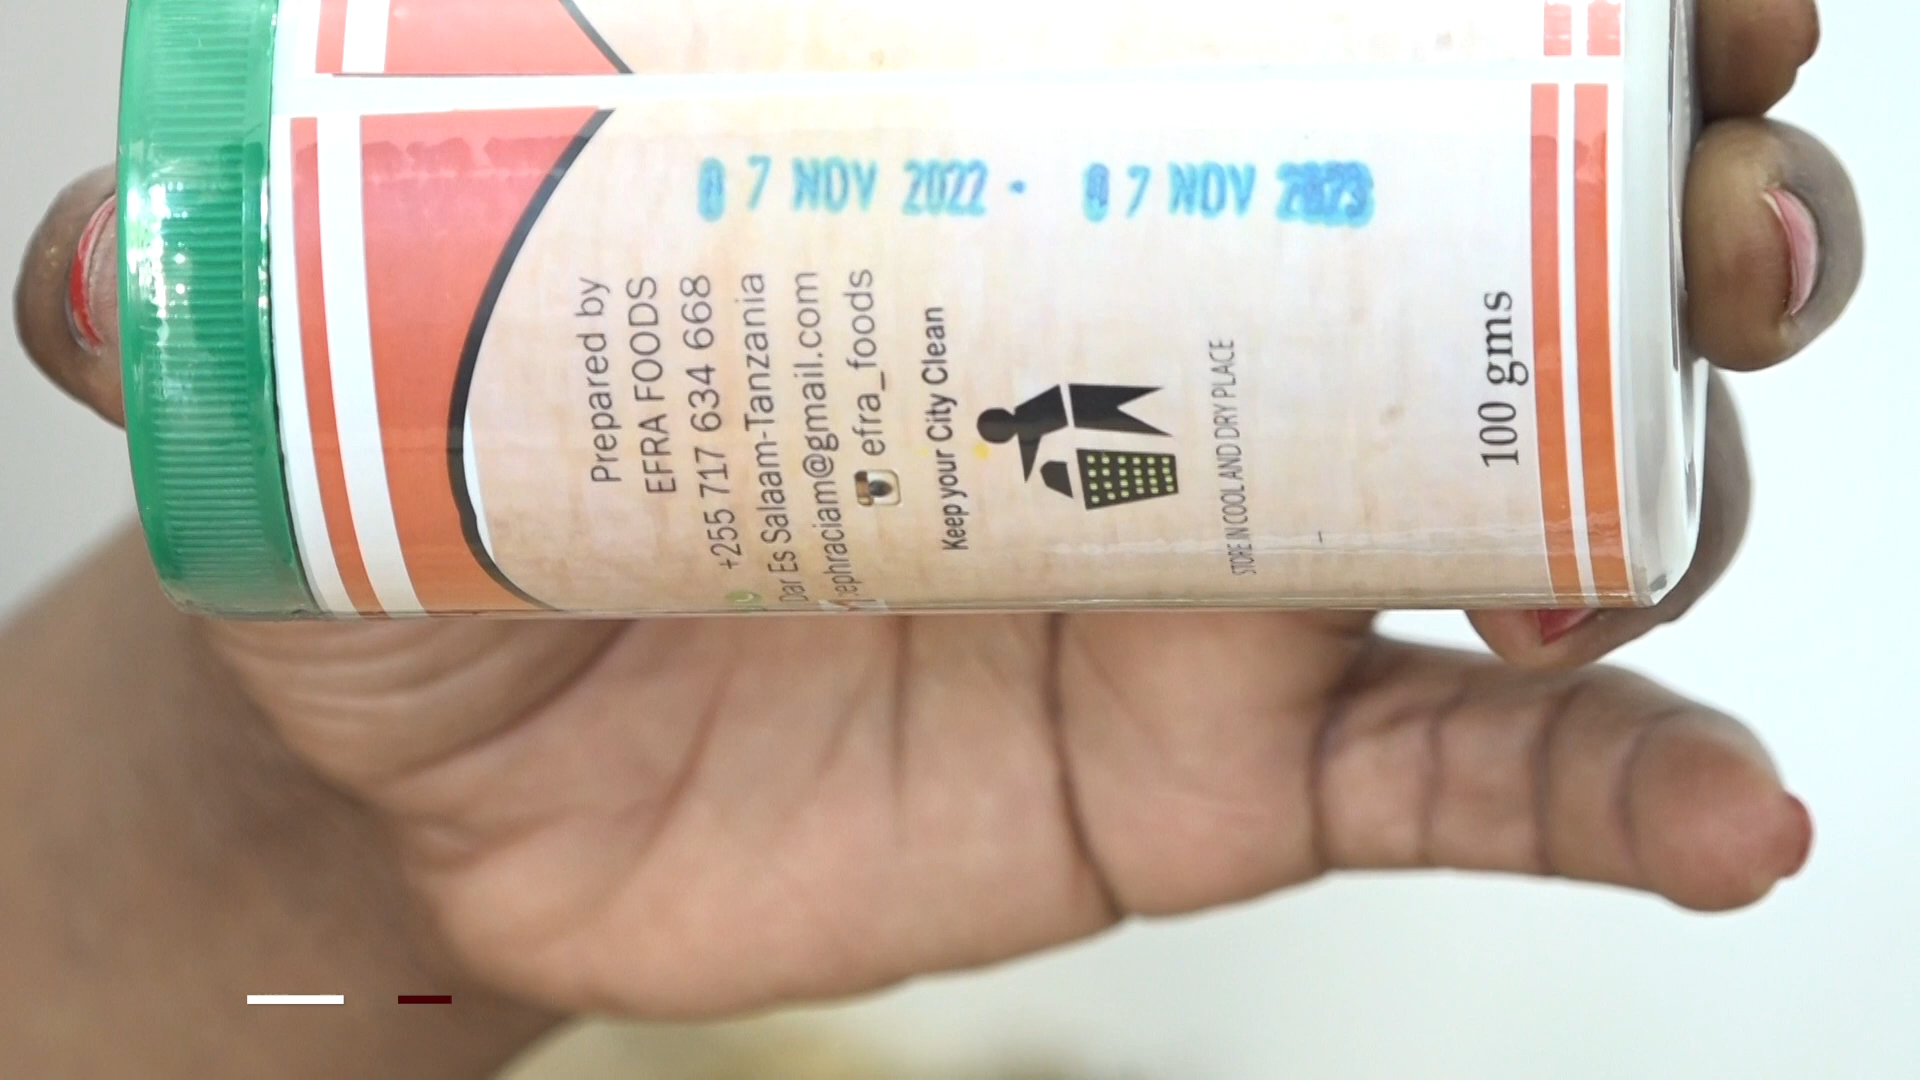 07 NOV 2022 - 07 NOV 2023
Prepared by
EFRA FOODS
+255 717 634 668
Dar Es Salaam-Tanzania
ephraciam@gmail.com
efra_foods
Keep your City Clean
STORE IN COOL AND DRY PLACE
100 gms